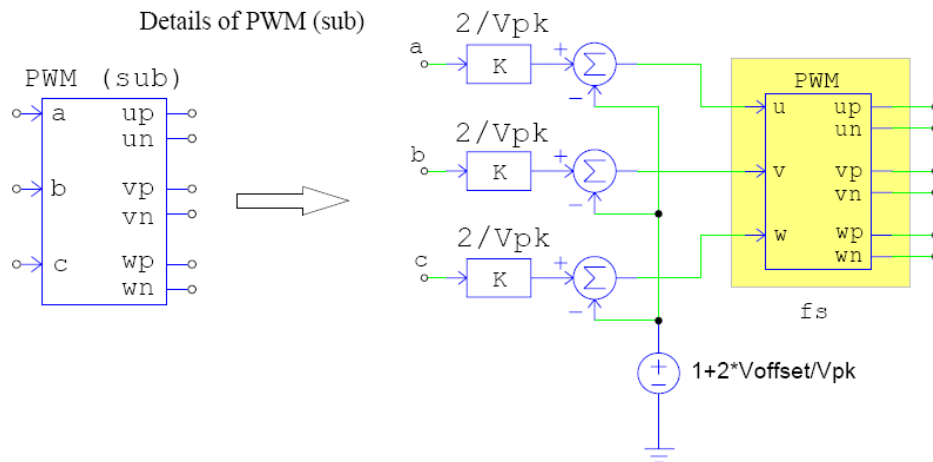 Details of PWM (sub)
PWM (sub)
a
up
un
b
vp
vn
c
wp
wn
2/Vpk
a
K
+
Σ
−
2/Vpk
b
K
+
Σ
−
2/Vpk
c
K
+
Σ
−
PWM
u
up
un
v
vp
vn
w
wp
wn
fs
+
−
1+2*Voffset/Vpk